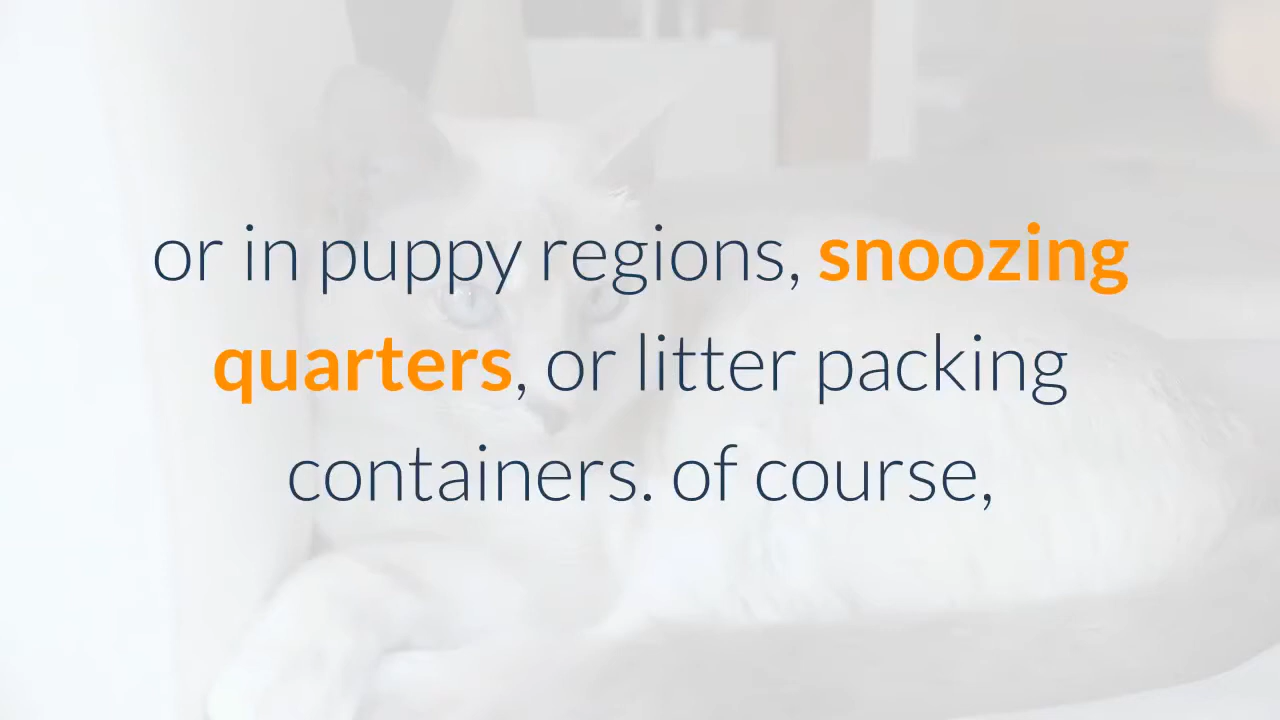 or in puppy regions, snoozing
quarters, or litter packing
containers. of course,